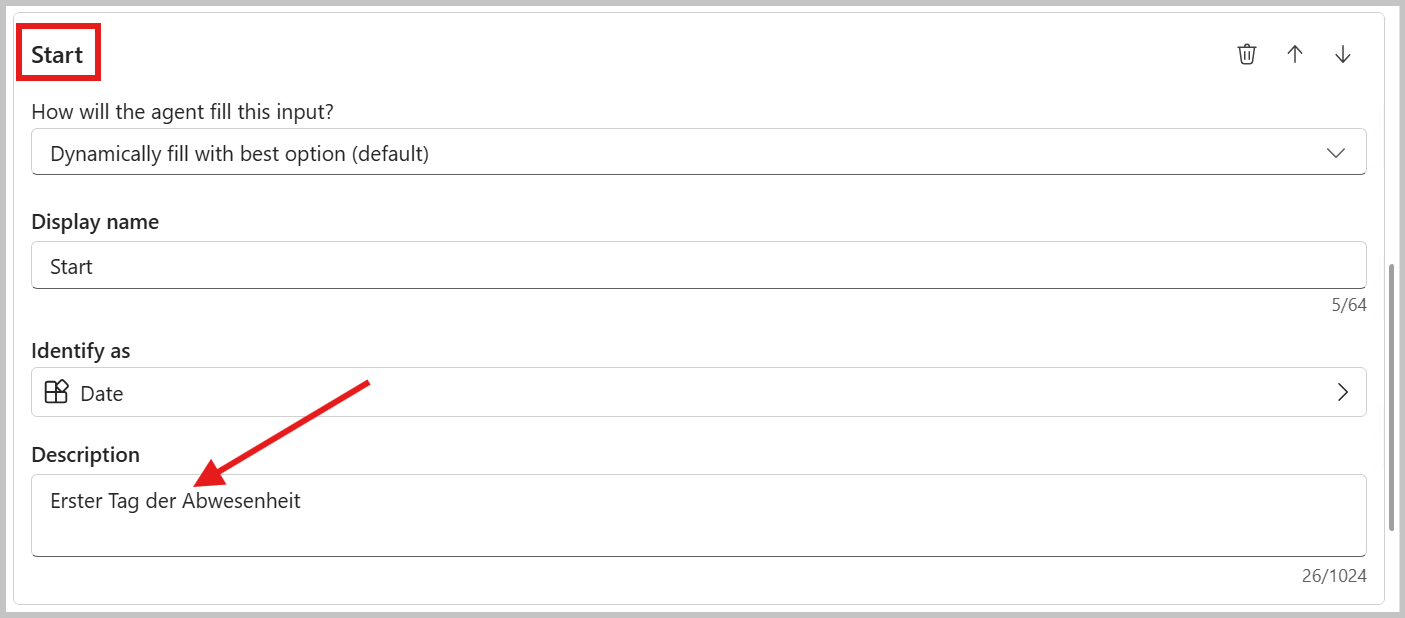 Start
How will the agent fill this input?
Dynamically fill with best option (default)
Display name
Start
5/64
Identify as
Date
Description
Erster Tag der Abwesenheit
26/1024